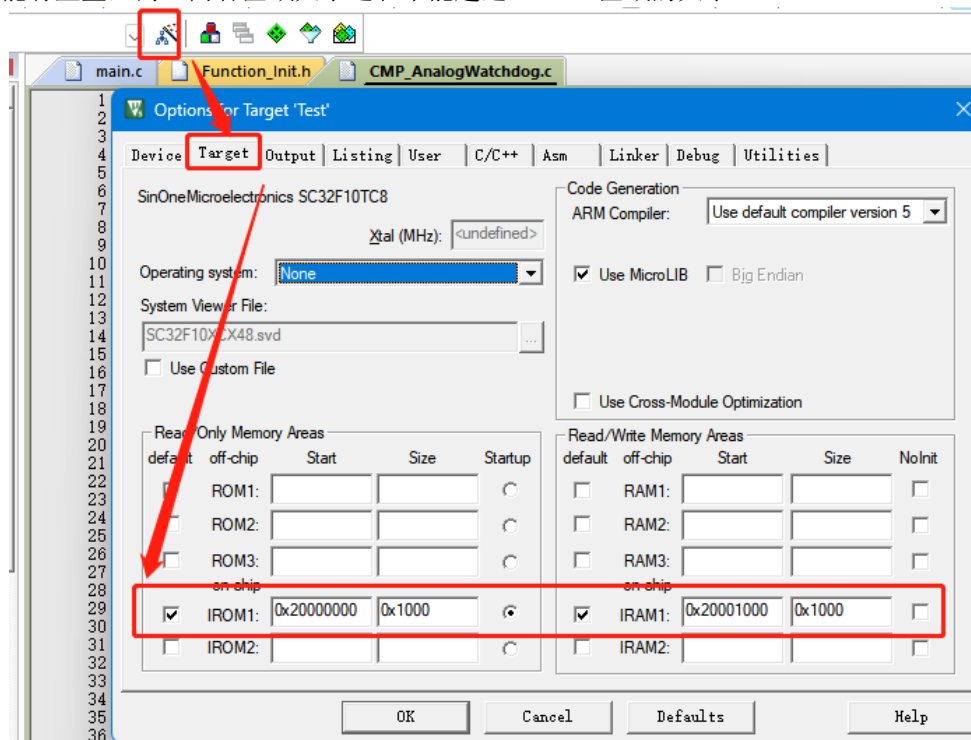 main.c Function_Init.h CMP_AnalogWatchdog.c
Options for Target 'Test'
Device Target Output Listing User C/C++ Asm Linker Debug Utilities
SinOneMicroelectronics SC32F10TC8
Xtal (MHz): <undefined>
Operating system: None
System Viewer File:
SC32F10XCX48.svd ...
Use Custom File
Code Generation
ARM Compiler: Use default compiler version 5
Use MicroLIB Big Endian
Use Cross-Module Optimization
Read/Only Memory Areas
default off-chip Start Size Startup
ROM1:
ROM2:
ROM3:
on-chip
IROM1: 0x20000000 0x1000
IROM2:
Read/Write Memory Areas
default off-chip Start Size NoInit
RAM1:
RAM2:
RAM3:
on-chip
IRAM1: 0x20001000 0x1000
IRAM2:
OK Cancel Defaults Help
1
2
3
4
5
6
7
8
9
10
11
12
13
14
15
16
17
18
19
20
21
22
23
24
25
26
27
28
29
30
31
32
33
34
35
36